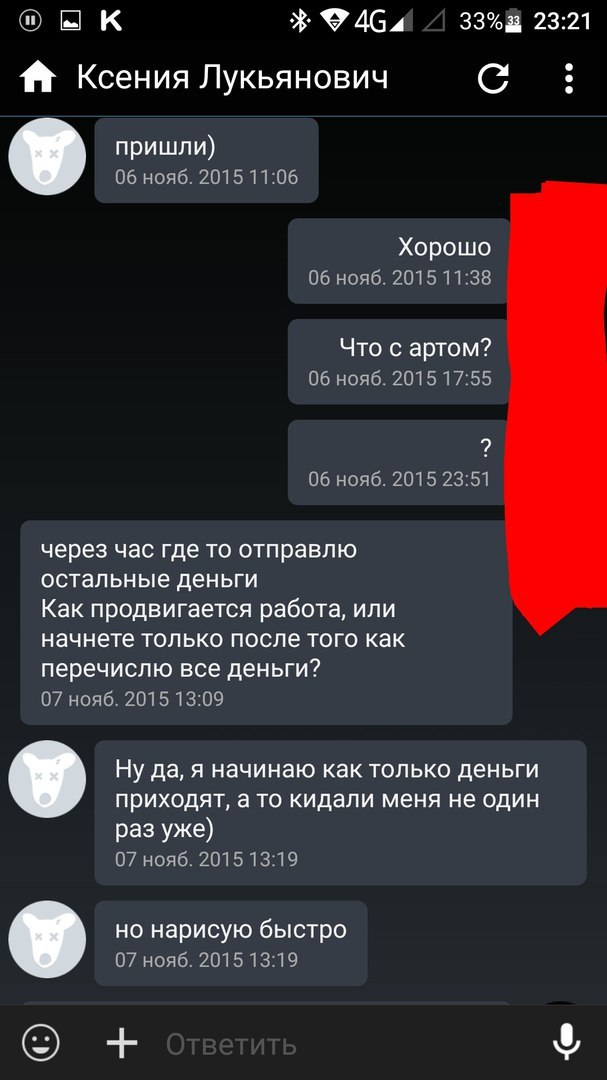 4G 33% 33 23:21
Ксения Лукьянович
пришли)
06 нояб. 2015 11:06
Хорошо
06 нояб. 2015 11:38
Что с артом?
06 нояб. 2015 17:55
?
06 нояб. 2015 23:51
через час где то отправлю
остальные деньги
Как продвигается работа, или
начнете только после того как
перечислю все деньги?
07 нояб. 2015 13:09
Ну да, я начинаю как только деньги
приходят, а то кидали меня не один
раз уже)
07 нояб. 2015 13:19
но нарисую быстро
07 нояб. 2015 13:19
Ответить